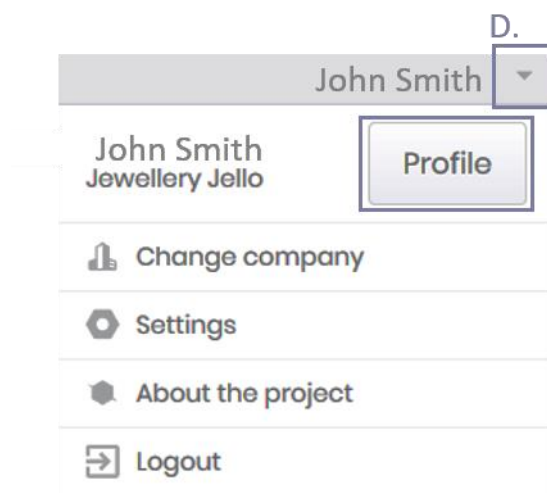 D.
John Smith
John Smith
Profile
Jewellery Jello
Change company
Settings
About the project
Logout